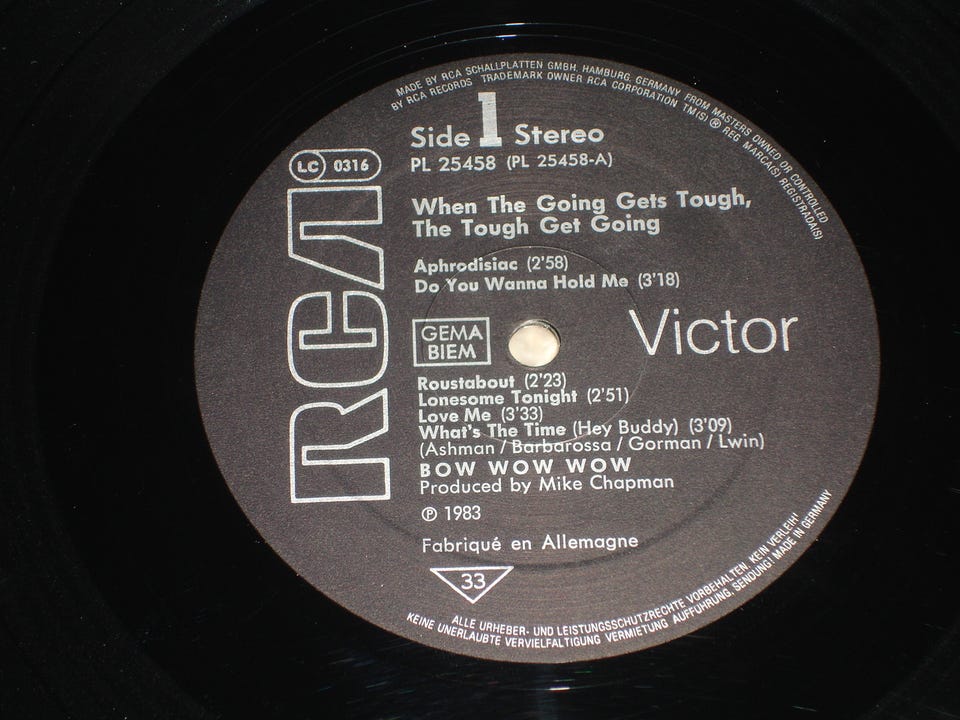 MADE BY RCA SCHALLPLATTEN GMBH, HAMBURG, GERMANY FROM MASTERS OWNED OR CONTROLLED
BY RCA RECORDS TRADEMARK OWNER RCA CORPORATION TM(S) ® REG MARCA(S) REGISTRADA(S)
Side 1 Stereo
PL 25458 (PL 25458-A)
LC 0316
RCA
When The Going Gets Tough,
The Tough Get Going
Aphrodisiac (2'58)
Do You Wanna Hold Me (3'18)
GEMA
BIEM
Victor
Roustabout (2'23)
Lonesome Tonight (2'51)
Love Me (3'33)
What's The Time (Hey Buddy) (3'09)
(Ashman / Barbarossa / Gorman / Lwin)
BOW WOW WOW
Produced by Mike Chapman
℗ 1983
Fabriqué en Allemagne
33
ALLE URHEBER- UND LEISTUNGSSCHUTZRECHTE VORBEHALTEN. KEIN VERLEIH!
KEINE UNERLAUBTE VERVIELFALTIGUNG VERMIETUNG AUFFUHRUNG, SENDUNG! MADE IN GERMANY